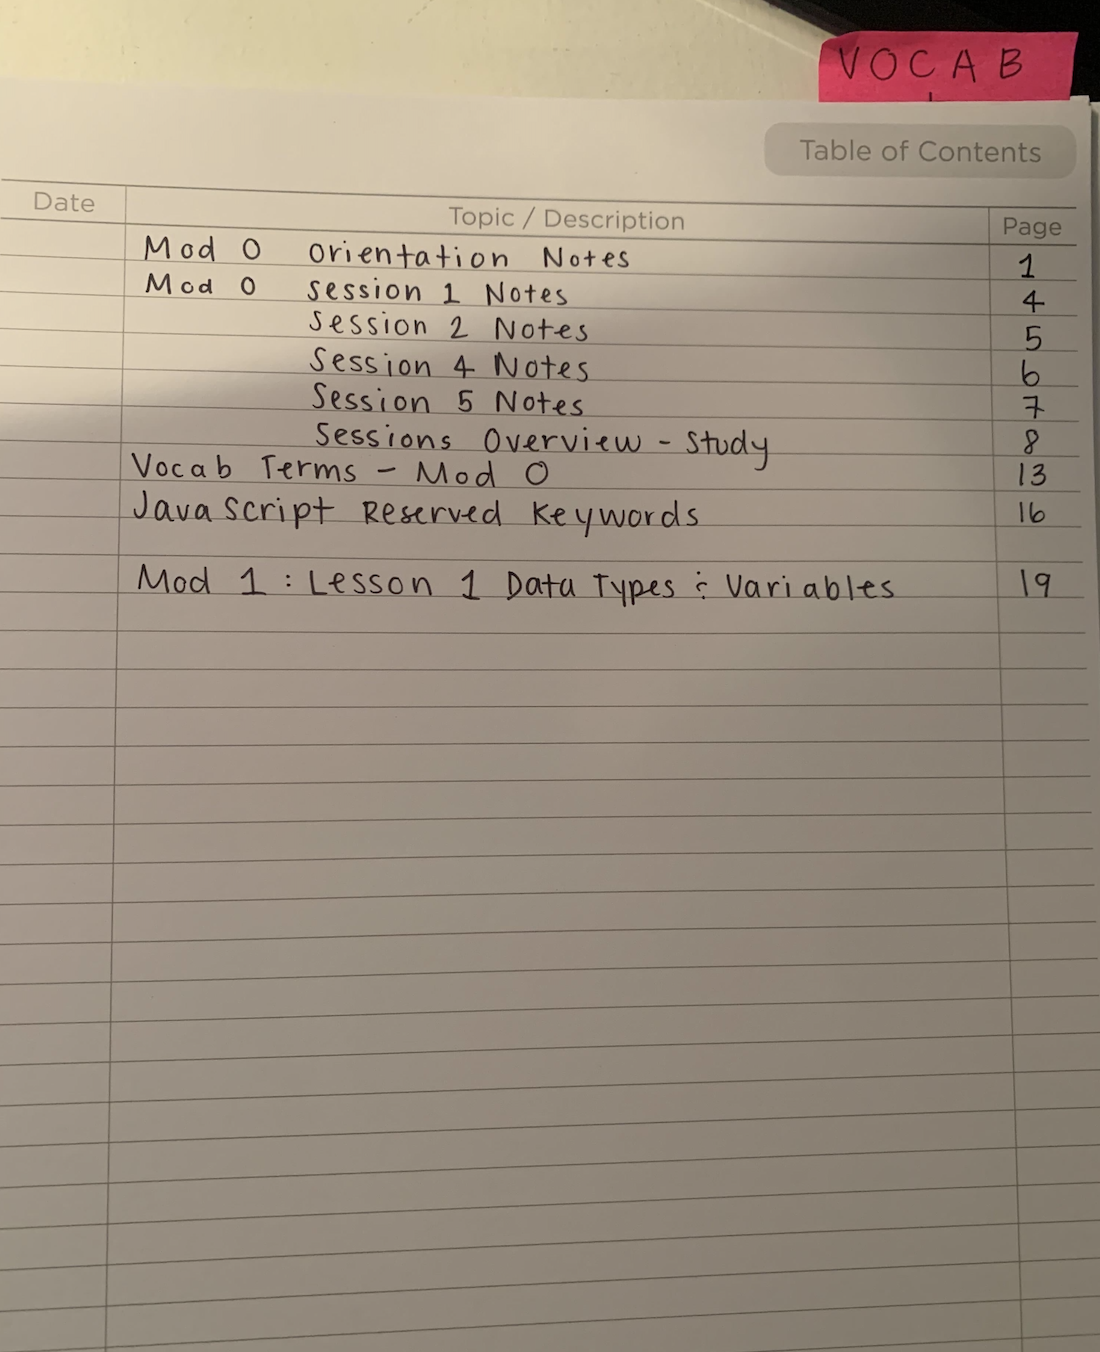 VOCAB
Table of Contents
Date Topic / Description Page
Mod 0 Orientation Notes 1
Mod 0 Session 1 Notes 4
Session 2 Notes 5
Session 4 Notes 6
Session 5 Notes 7
Sessions Overview - Study 8
Vocab Terms - Mod 0 13
JavaScript Reserved Keywords 16
Mod 1 : Lesson 1 Data Types & Variables 19